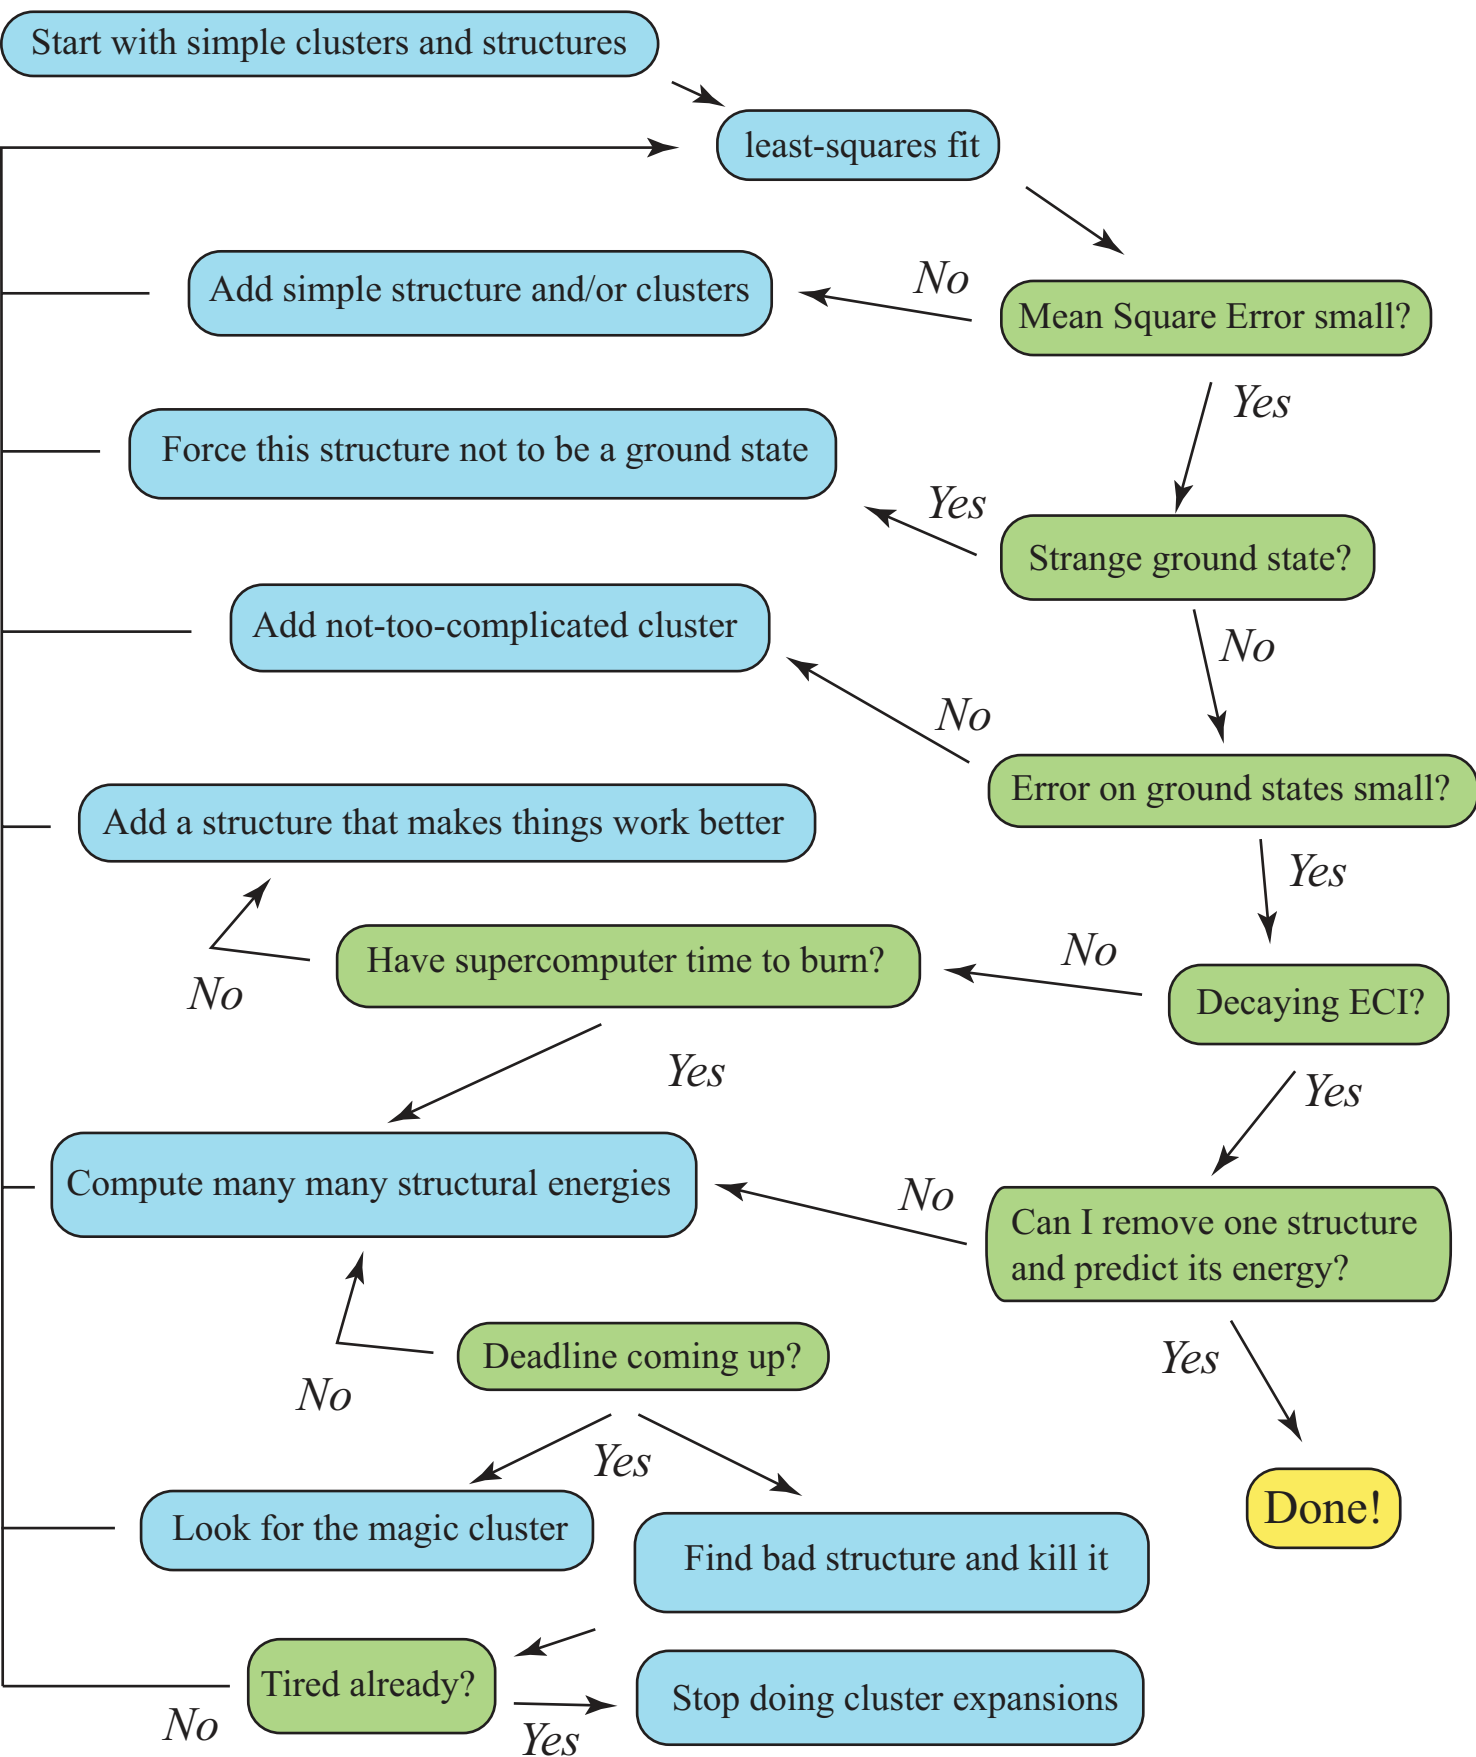 Start with simple clusters and structures
least-squares fit
Add simple structure and/or clusters
No
Mean Square Error small?
Yes
Force this structure not to be a ground state
Yes
Strange ground state?
No
Add not-too-complicated cluster
No
Error on ground states small?
Yes
Add a structure that makes things work better
No
Have supercomputer time to burn?
No
Decaying ECI?
Yes
Yes
Compute many many structural energies
No
Can I remove one structure
and predict its energy?
Yes
Deadline coming up?
No
Yes
Done!
Look for the magic cluster
Find bad structure and kill it
Tired already?
No
Yes
Stop doing cluster expansions